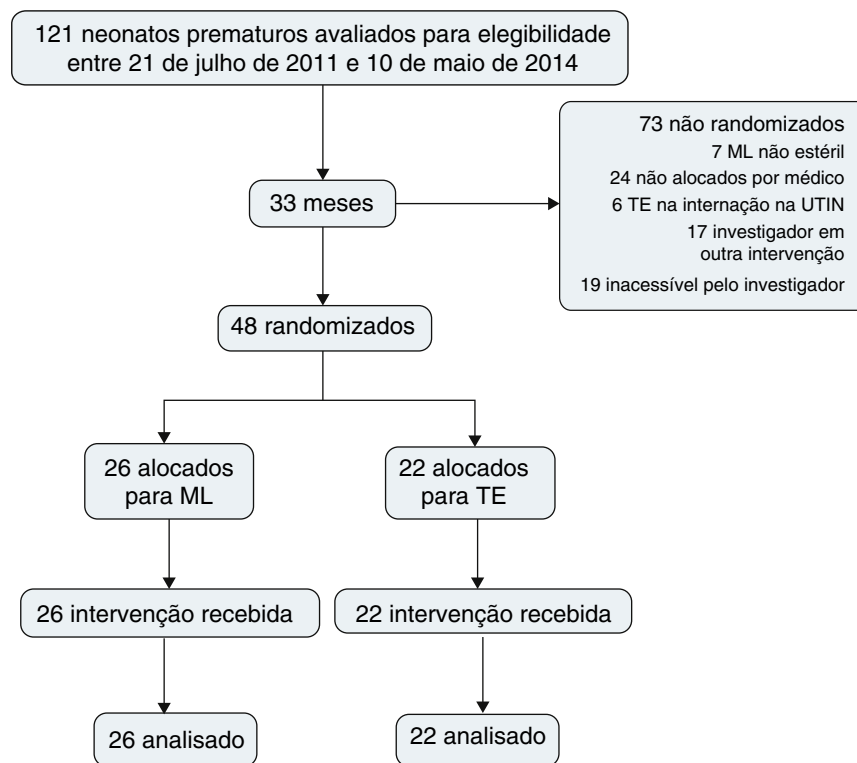 121 neonatos prematuros avaliados para elegibilidade
entre 21 de julho de 2011 e 10 de maio de 2014
73 não randomizados
7 ML não estéril
24 não alocados por médico
6 TE na internação na UTIN
17 investigador em
outra intervenção
19 inacessível pelo investigador
33 meses
48 randomizados
26 alocados
para ML
22 alocados
para TE
26 intervenção recebida
22 intervenção recebida
26 analisado
22 analisado